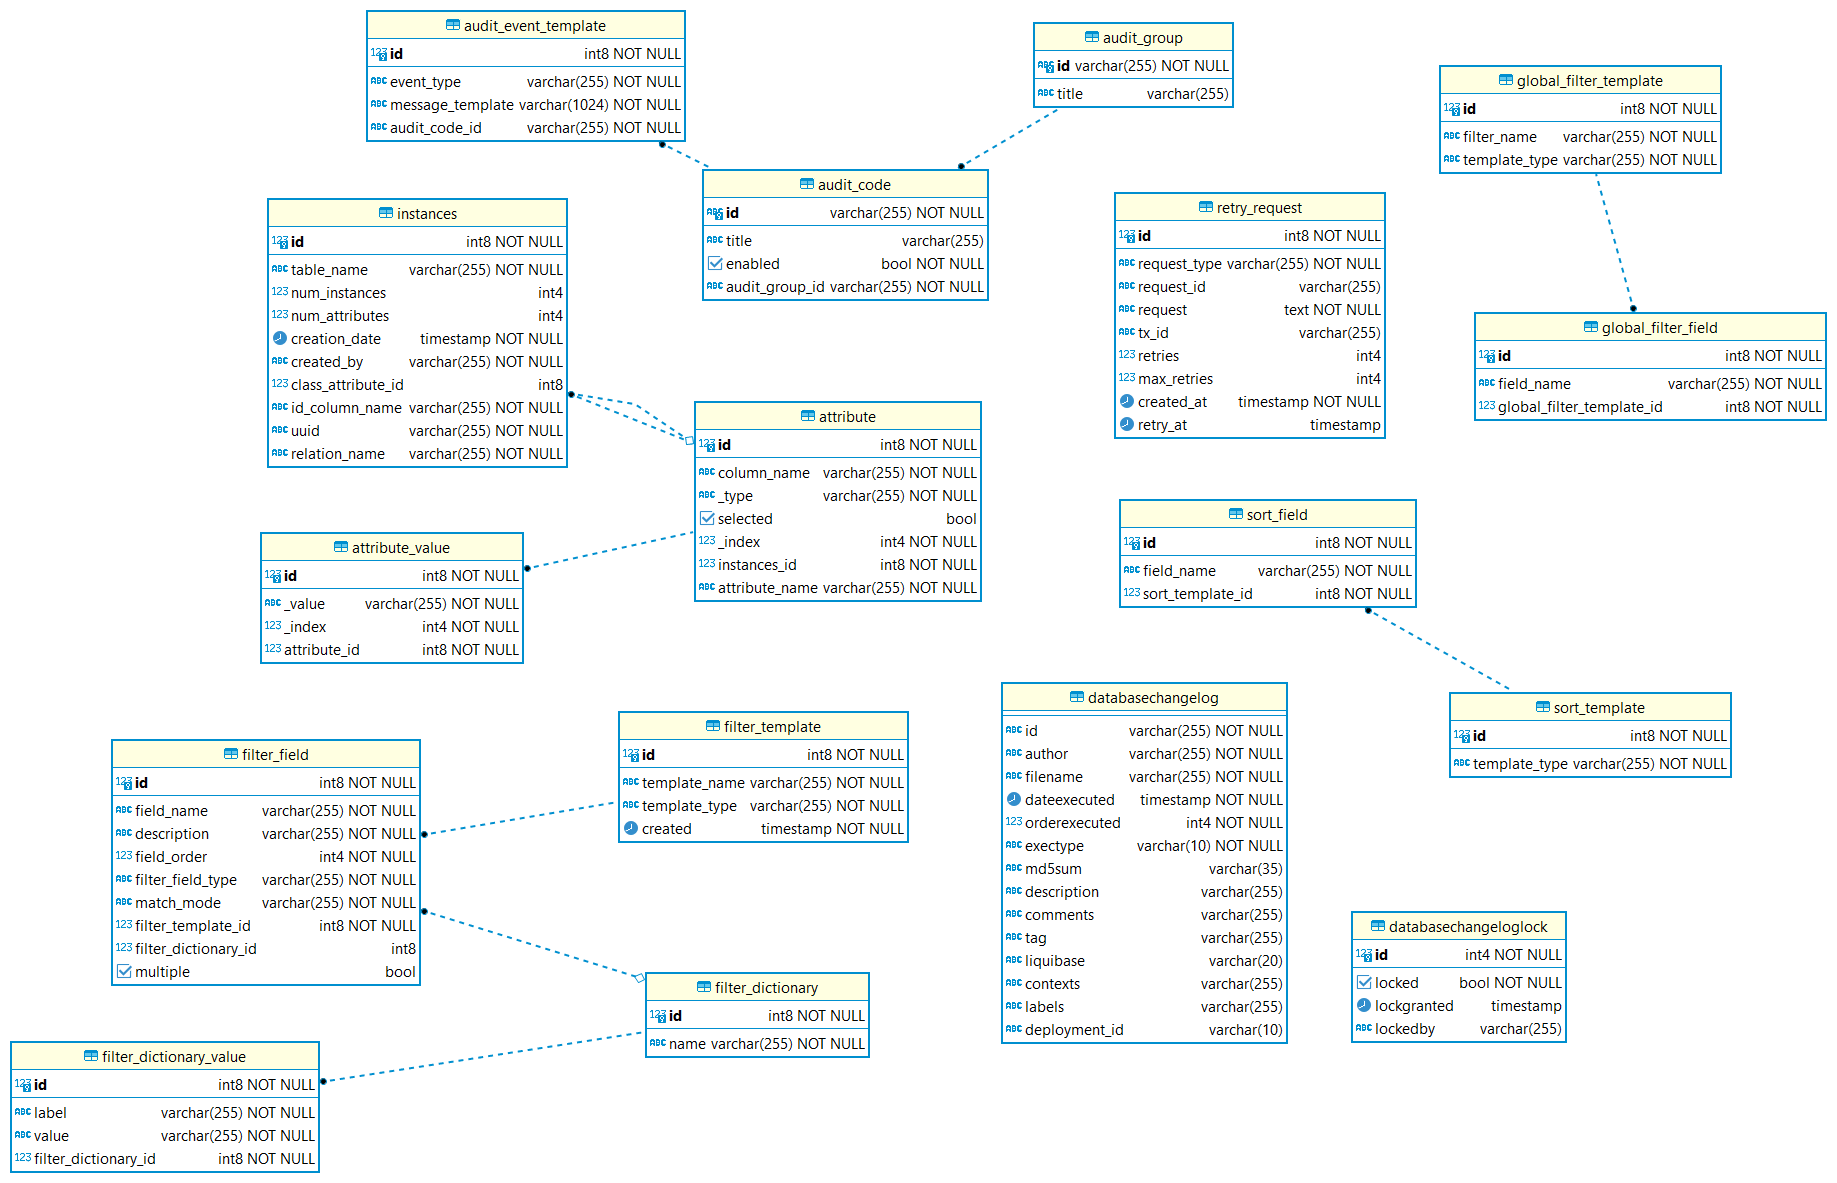 audit_event_template
id int8 NOT NULL
event_type varchar(255) NOT NULL
message_template varchar(1024) NOT NULL
audit_code_id varchar(255) NOT NULL
audit_group
id varchar(255) NOT NULL
title varchar(255)
global_filter_template
id int8 NOT NULL
filter_name varchar(255) NOT NULL
template_type varchar(255) NOT NULL
audit_code
id varchar(255) NOT NULL
title varchar(255)
enabled bool NOT NULL
audit_group_id varchar(255) NOT NULL
instances
id int8 NOT NULL
table_name varchar(255) NOT NULL
num_instances int4
num_attributes int4
creation_date timestamp NOT NULL
created_by varchar(255) NOT NULL
class_attribute_id int8
id_column_name varchar(255) NOT NULL
uuid varchar(255) NOT NULL
relation_name varchar(255) NOT NULL
retry_request
id int8 NOT NULL
request_type varchar(255) NOT NULL
request_id varchar(255)
request text NOT NULL
tx_id varchar(255)
retries int4
max_retries int4
created_at timestamp NOT NULL
retry_at timestamp
global_filter_field
id int8 NOT NULL
field_name varchar(255) NOT NULL
global_filter_template_id int8 NOT NULL
attribute
id int8 NOT NULL
column_name varchar(255) NOT NULL
_type varchar(255) NOT NULL
selected bool
_index int4 NOT NULL
instances_id int8 NOT NULL
attribute_name varchar(255) NOT NULL
attribute_value
id int8 NOT NULL
_value varchar(255) NOT NULL
_index int4 NOT NULL
attribute_id int8 NOT NULL
sort_field
id int8 NOT NULL
field_name varchar(255) NOT NULL
sort_template_id int8 NOT NULL
sort_template
id int8 NOT NULL
template_type varchar(255) NOT NULL
filter_field
id int8 NOT NULL
field_name varchar(255) NOT NULL
description varchar(255) NOT NULL
field_order int4 NOT NULL
filter_field_type varchar(255) NOT NULL
match_mode varchar(255) NOT NULL
filter_template_id int8 NOT NULL
filter_dictionary_id int8
multiple bool
filter_template
id int8 NOT NULL
template_name varchar(255) NOT NULL
template_type varchar(255) NOT NULL
created timestamp NOT NULL
databasechangelog
id varchar(255) NOT NULL
author varchar(255) NOT NULL
filename varchar(255) NOT NULL
dateexecuted timestamp NOT NULL
orderexecuted int4 NOT NULL
exectype varchar(10) NOT NULL
md5sum varchar(35)
description varchar(255)
comments varchar(255)
tag varchar(255)
liquibase varchar(20)
contexts varchar(255)
labels varchar(255)
deployment_id varchar(10)
databasechangeloglock
id int4 NOT NULL
locked bool NOT NULL
lockgranted timestamp
lockedby varchar(255)
filter_dictionary
id int8 NOT NULL
name varchar(255) NOT NULL
filter_dictionary_value
id int8 NOT NULL
label varchar(255) NOT NULL
value varchar(255) NOT NULL
filter_dictionary_id int8 NOT NULL